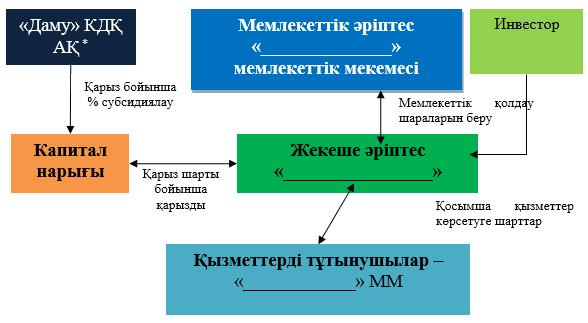 «Даму» КДҚ
АҚ *
Мемлекеттік әріптес
«______________»
мемлекеттік мекемесі
Инвестор
Қарыз бойынша
% субсидиялау
Мемлекеттік қолдау
шараларын беру
Капитал
нарығы
Қарыз шарты
бойынша
қарызды
Жекеше әріптес
«________________»
Қосымша қызметтер
көрсетуге шарттар
Қызметтерді тұтынушылар –
«____________» ММ